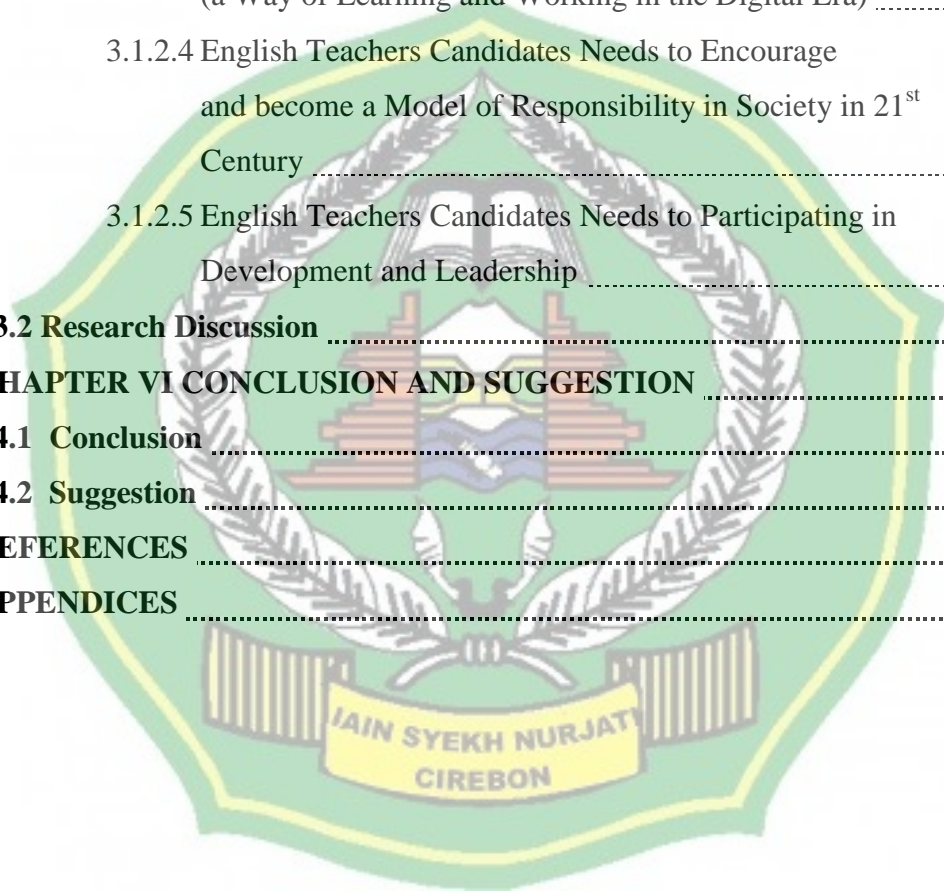 (a Way of Learning and Working in the Digital Era)
3.1.2.4 English Teachers Candidates Needs to Encourage
and become a Model of Responsibility in Society in 21st
Century
3.1.2.5 English Teachers Candidates Needs to Participating in
Development and Leadership
3.2 Research Discussion
HAPTER VI CONCLUSION AND SUGGESTION
4.1 Conclusion
4.2 Suggestion
EFERENCES
PPENDICES
IAIN SYEKH NURJATI
CIREBON